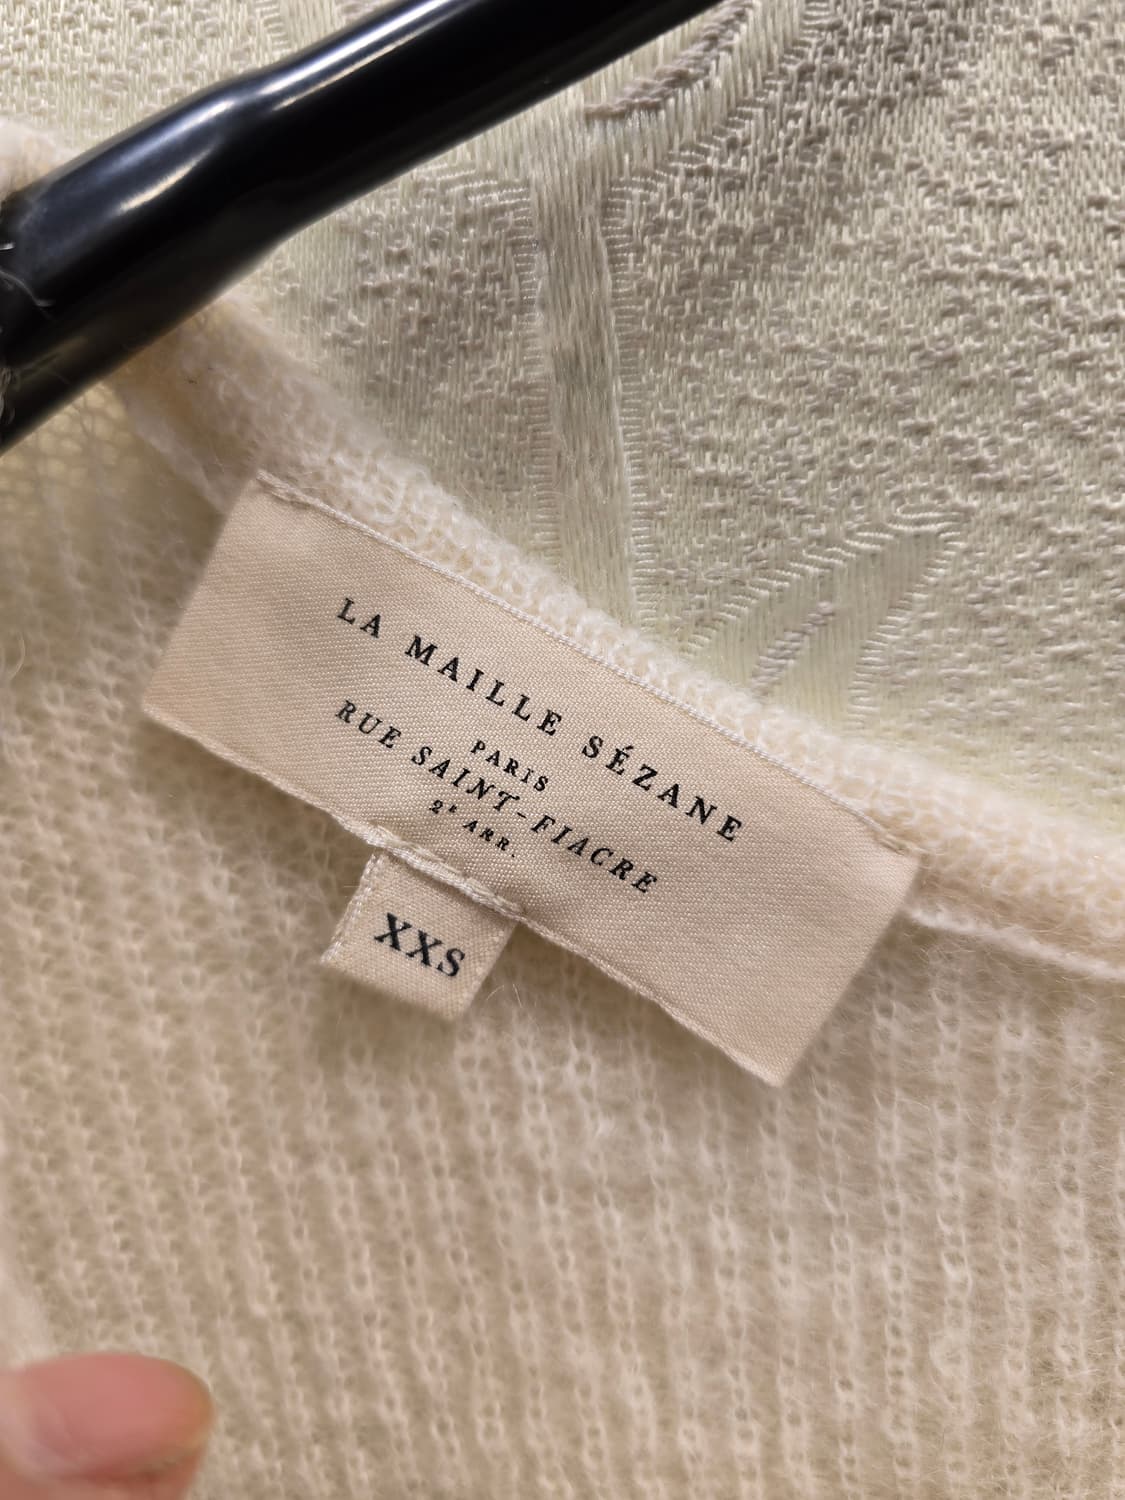 LA MAILLE SÉZANE
PARIS
RUE SAINT-FIACRE
2ᵉ ARR.
XXS